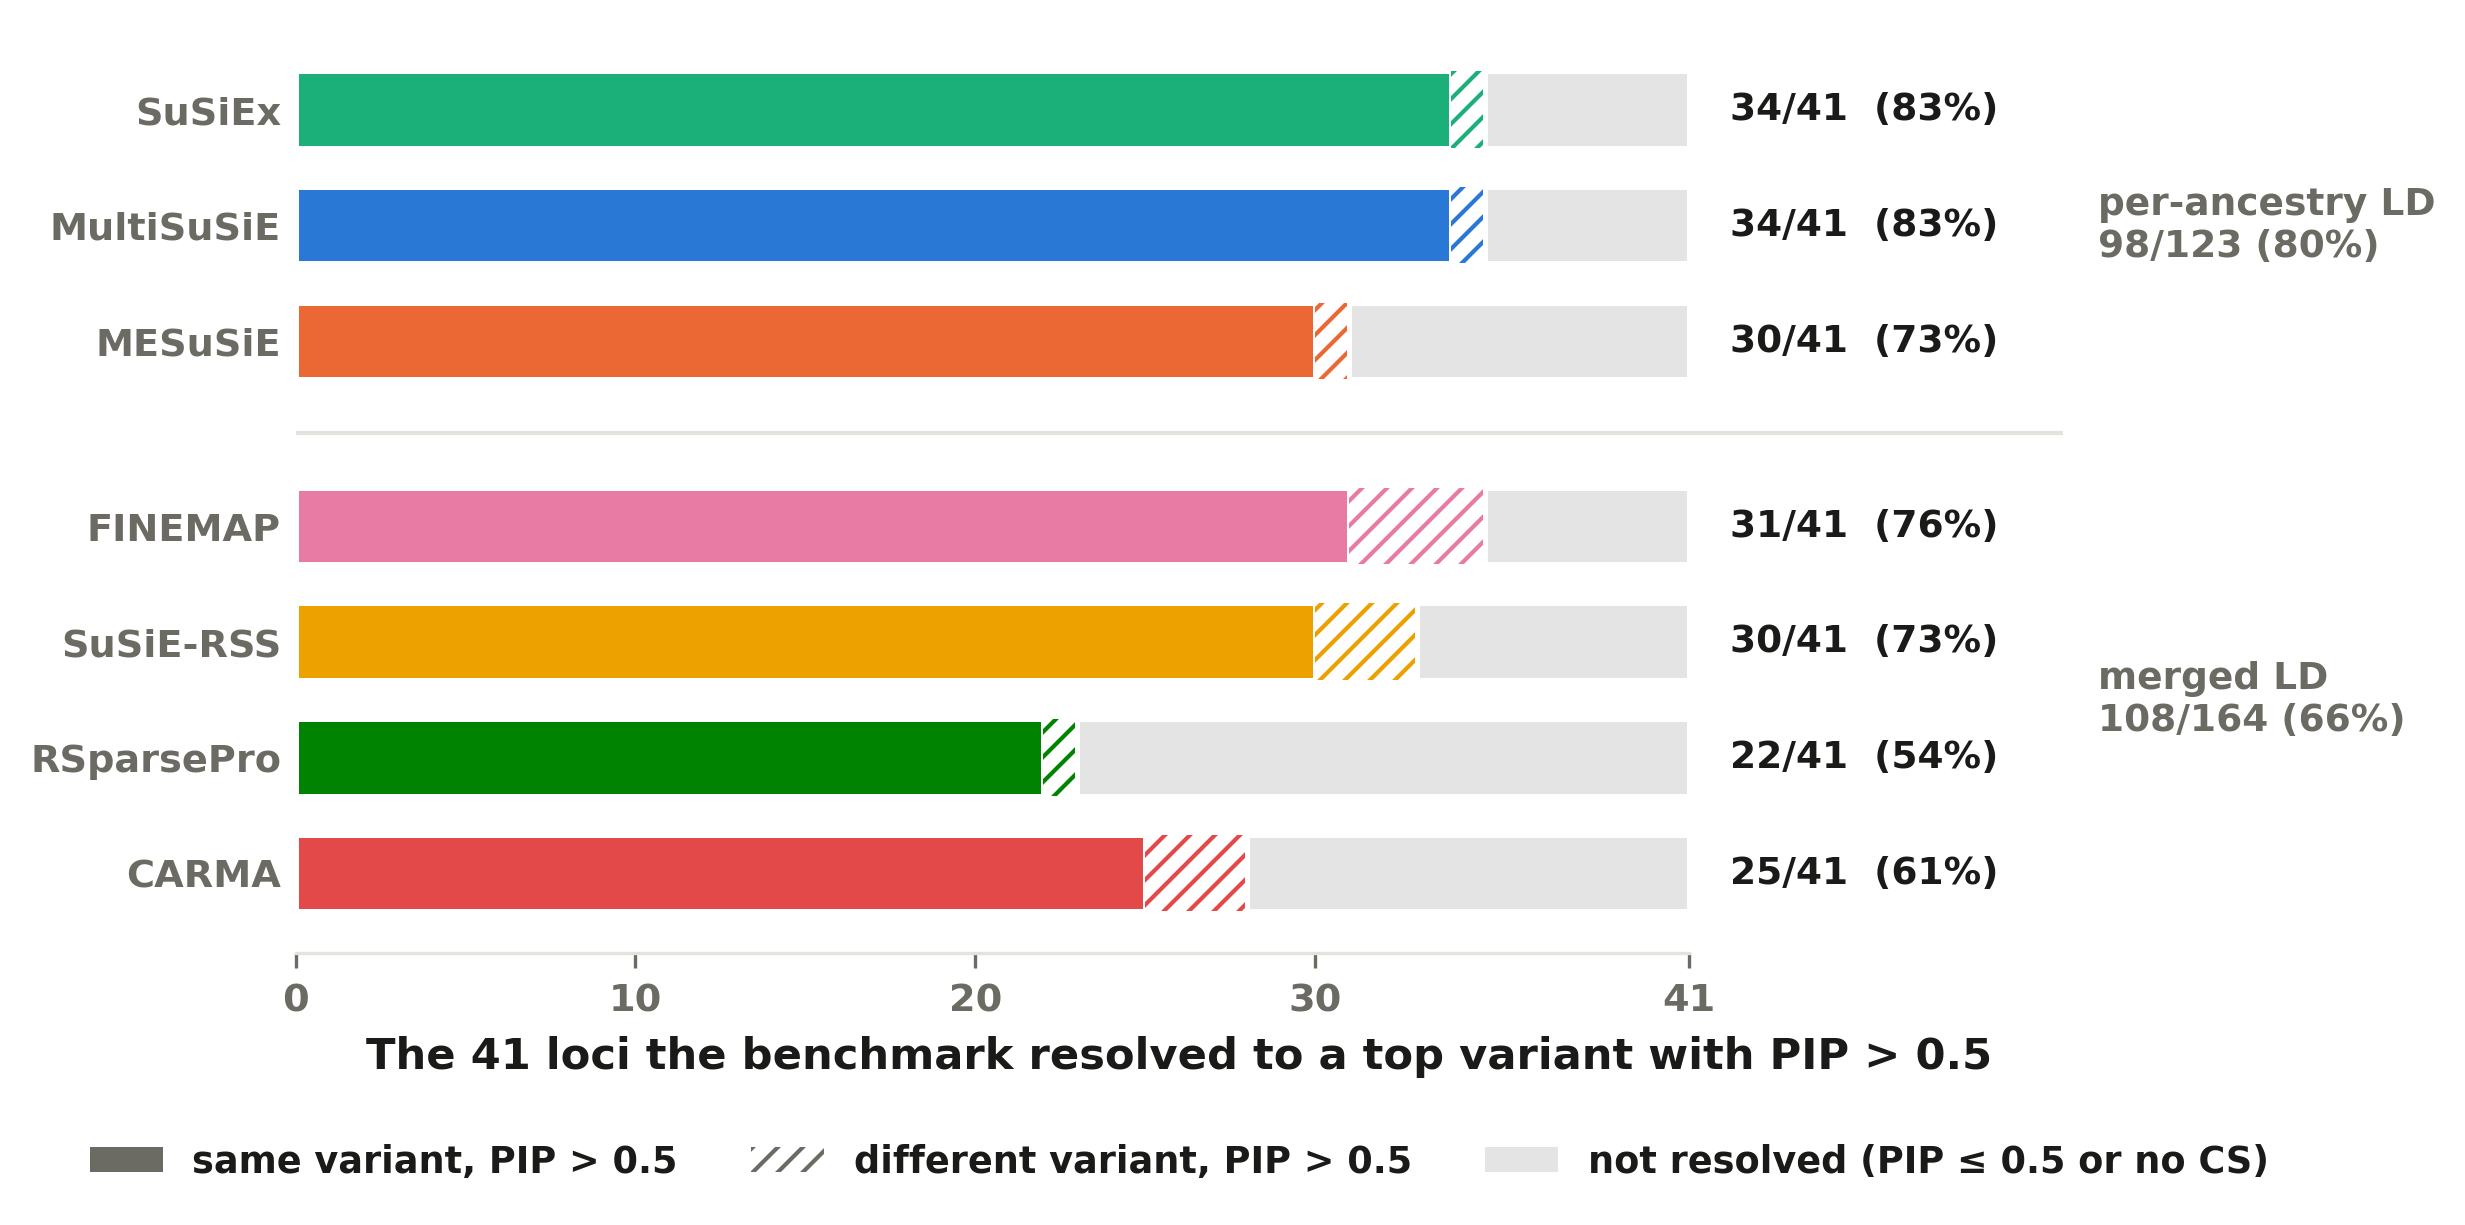 SuSiEx 34/41 (83%)
MultiSuSiE 34/41 (83%)
per-ancestry LD
98/123 (80%)
MESuSiE 30/41 (73%)
FINEMAP 31/41 (76%)
SuSiE-RSS 30/41 (73%)
merged LD
108/164 (66%)
RSparsePro 22/41 (54%)
CARMA 25/41 (61%)
0 10 20 30 41
The 41 loci the benchmark resolved to a top variant with PIP > 0.5
same variant, PIP > 0.5 different variant, PIP > 0.5 not resolved (PIP ≤ 0.5 or no CS)